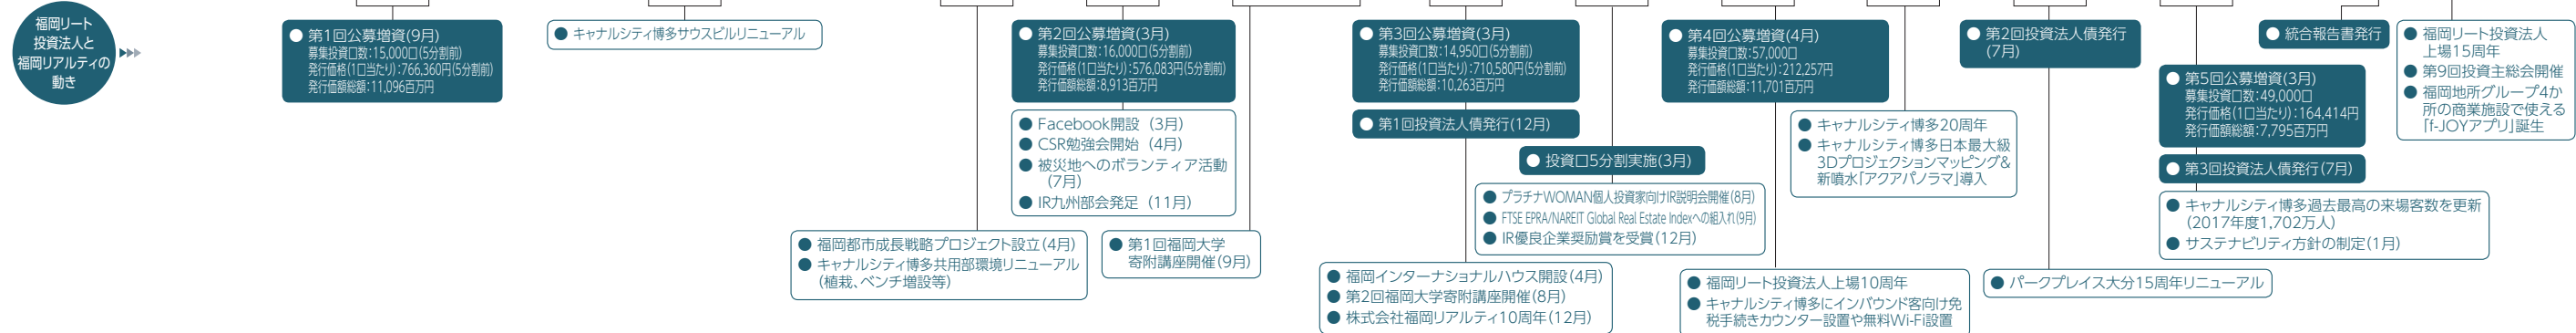 福岡リート
投資法人と
福岡リアルティの
動き
● 第1回公募増資(9月)
募集投資口数:15,000口(5分割前)
発行価格(1口当たり):766,360円(5分割前)
発行価額総額:11,096百万円
● キャナルシティ博多サウスビルリニューアル
● 福岡都市成長戦略プロジェクト設立(4月)
● キャナルシティ博多共用部環境リニューアル
(植栽、ベンチ増設等)
● 第2回公募増資(3月)
募集投資口数:16,000口(5分割前)
発行価格(1口当たり):576,083円(5分割前)
発行価額総額:8,913百万円
● Facebook開設(3月)
● CSR勉強会開始(4月)
● 被災地へのボランティア活動
(7月)
● IR九州部会発足(11月)
● 第1回福岡大学
寄附講座開催(9月)
● 第3回公募増資(3月)
募集投資口数:14,950口(5分割前)
発行価格(1口当たり):710,580円(5分割前)
発行価額総額:10,263百万円
● 第1回投資法人債発行(12月)
● 福岡インターナショナルハウス開設(4月)
● 第2回福岡大学寄附講座開催(8月)
● 株式会社福岡リアルティ10周年(12月)
● 投資口5分割実施(3月)
● プラチナWOMAN個人投資家向けIR説明会開催(8月)
● FTSE EPRA/NAREIT Global Real Estate Indexへの組入れ(9月)
● IR優良企業奨励賞を受賞(12月)
● 第4回公募増資(4月)
募集投資口数:57,000口
発行価格(1口当たり):212,257円
発行価額総額:11,701百万円
● 福岡リート投資法人上場10周年
● キャナルシティ博多にインバウンド客向け免
税手続きカウンター設置や無料Wi-Fi設置
● キャナルシティ博多20周年
● キャナルシティ博多日本最大級
3Dプロジェクションマッピング&
新噴水「アクアパノラマ」導入
● 第2回投資法人債発行
(7月)
● パークプレイス大分15周年リニューアル
● 第5回公募増資(3月)
募集投資口数:49,000口
発行価格(1口当たり):164,414円
発行価額総額:7,795百万円
● 第3回投資法人債発行(7月)
● キャナルシティ博多過去最高の来場客数を更新
(2017年度1,702万人)
● サステナビリティ方針の制定(1月)
● 統合報告書発行
● 福岡リート投資法人
上場15周年
● 第9回投資主総会開催
● 福岡地所グループ4か
所の商業施設で使える
「f-JOYアプリ」誕生